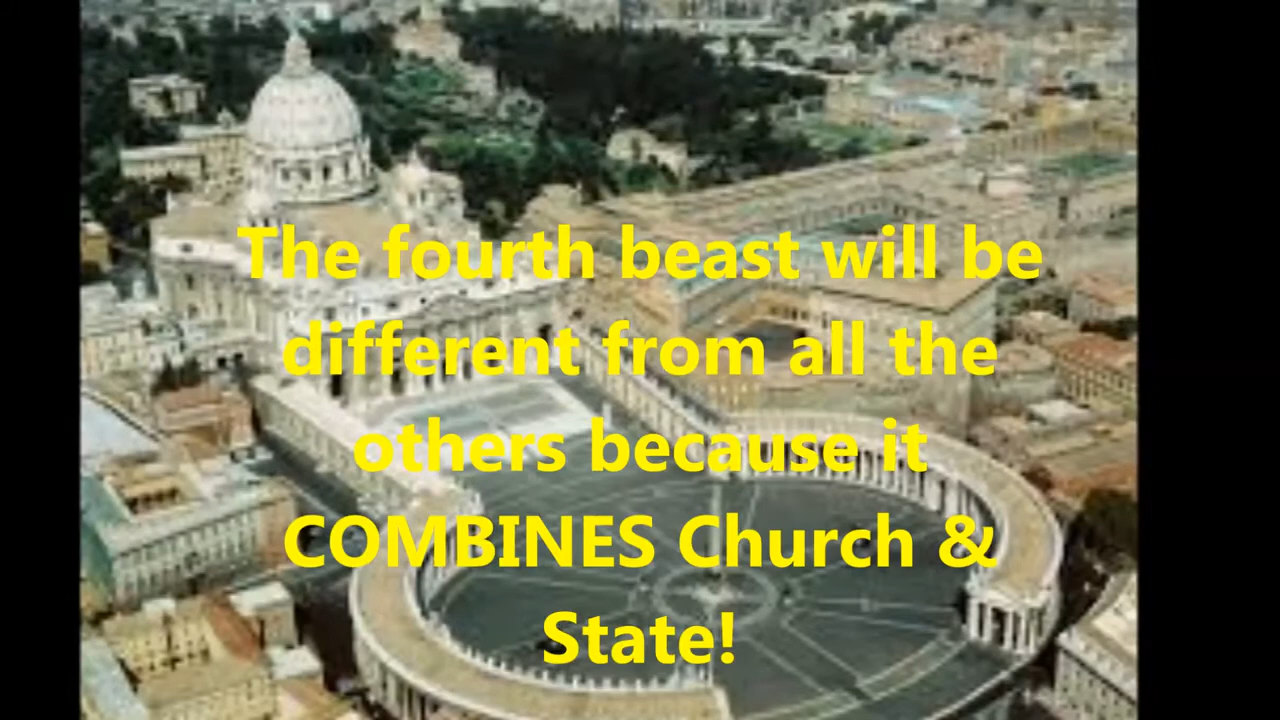 The fourth beast will be
different from all the
others because it
COMBINES Church &
State!